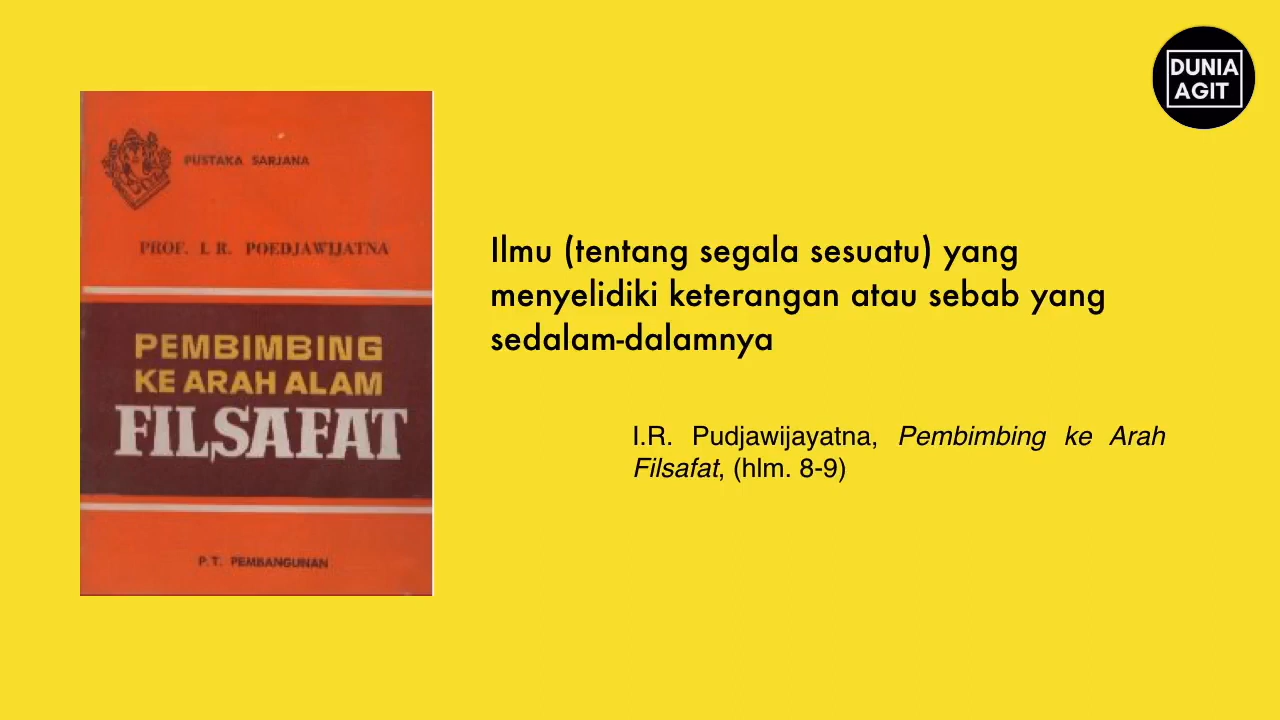 DUNIA
AGIT
PUSTAKA SARJANA
PROF. I. R. POEDJAWIJATNA
PEMBIMBING
KE ARAH ALAM
FILSAFAT
P.T. PEMBANGUNAN
Ilmu (tentang segala sesuatu) yang
menyelidiki keterangan atau sebab yang
sedalam-dalamnya
I.R. Pudjawijayatna, Pembimbing ke Arah
Filsafat, (hlm. 8-9)